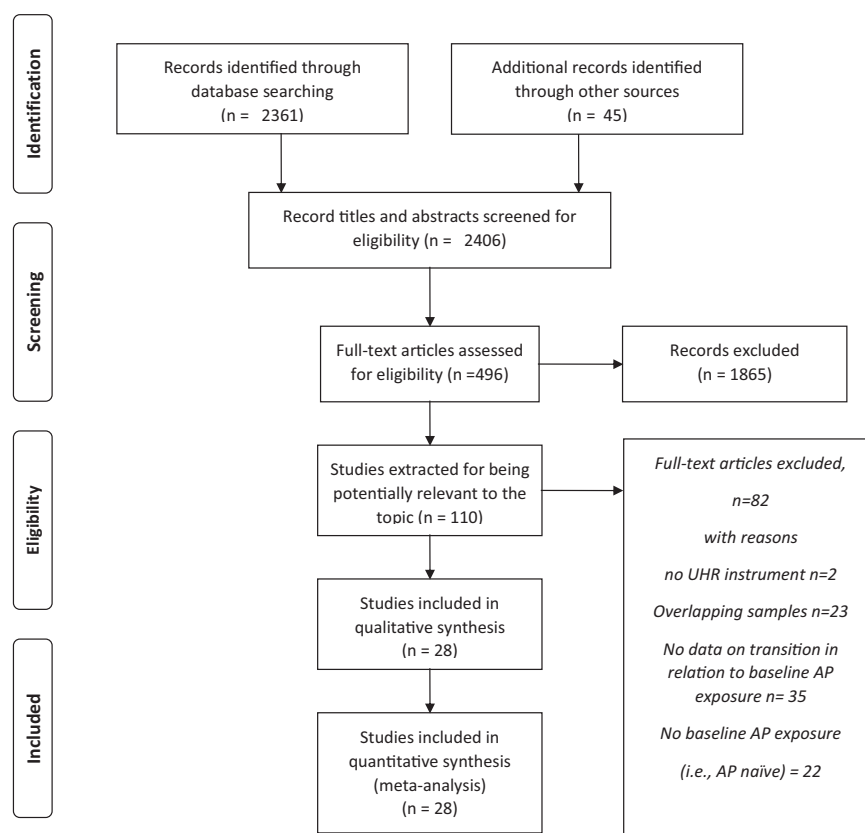 Identification
Records identified through
database searching
(n = 2361)
Additional records identified
through other sources
(n = 45)
Screening
Record titles and abstracts screened for
eligibility (n = 2406)
Full-text articles assessed
for eligibility (n =496)
Records excluded
(n = 1865)
Eligibility
Studies extracted for being
potentially relevant to the
topic (n = 110)
Full-text articles excluded,
n=82
with reasons
no UHR instrument n=2
Overlapping samples n=23
No data on transition in
relation to baseline AP
exposure n= 35
No baseline AP exposure
(i.e., AP naïve) = 22
Studies included in
qualitative synthesis
(n = 28)
Included
Studies included in
quantitative synthesis
(meta-analysis)
(n = 28)